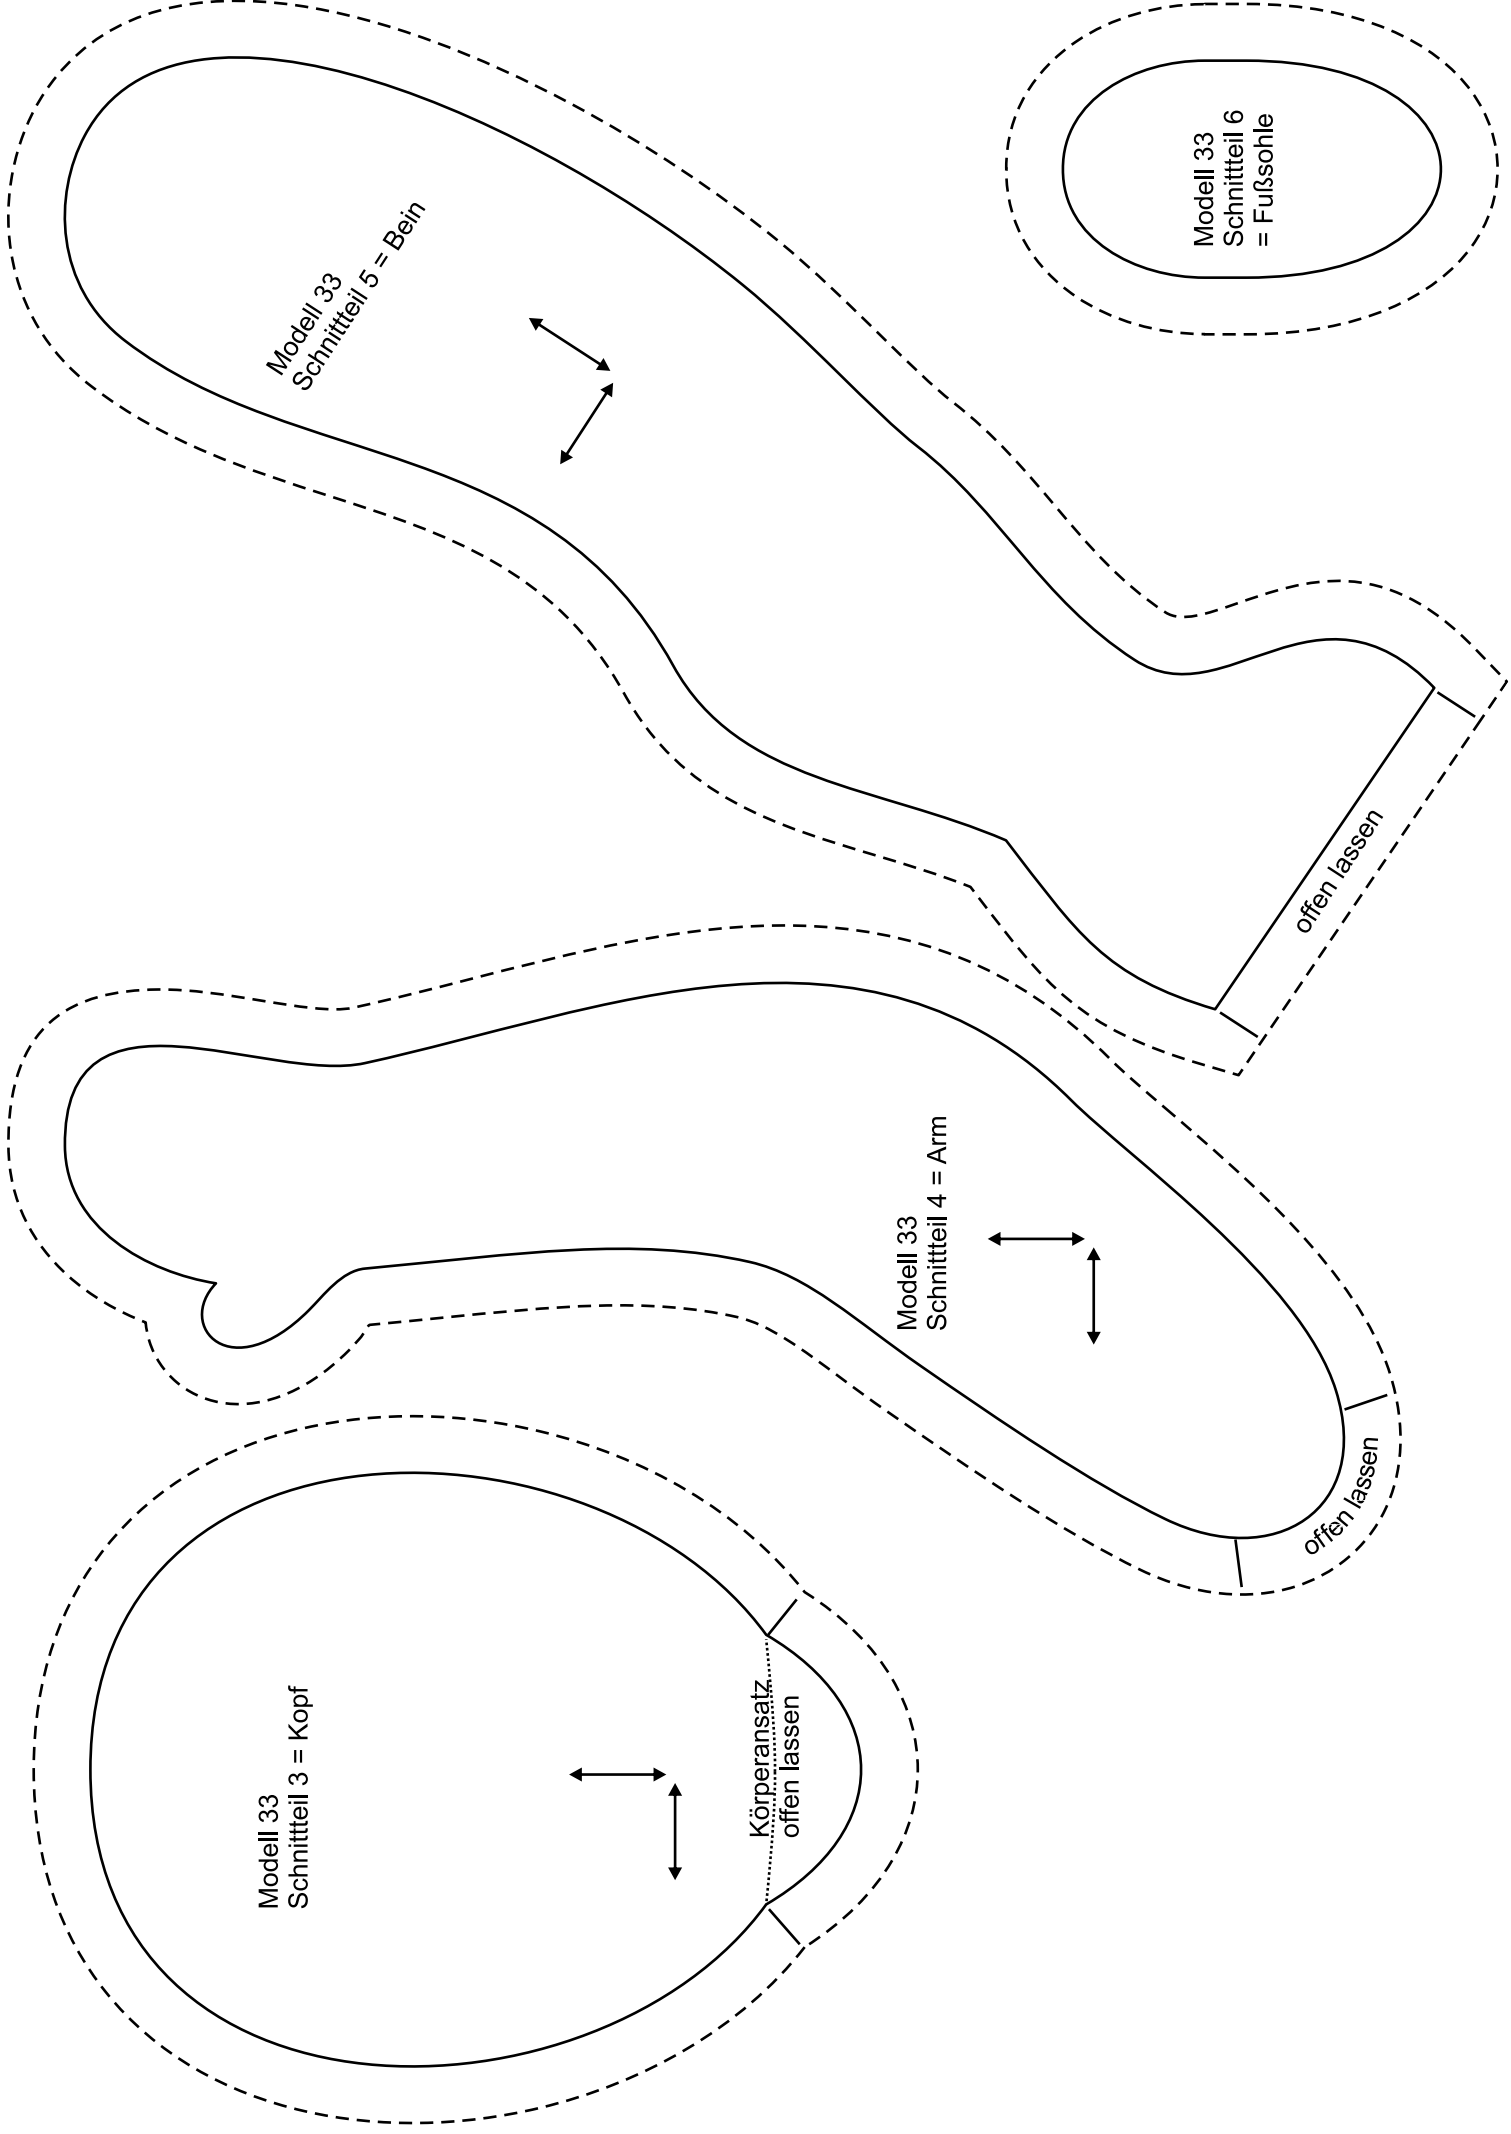 Modell 33
Schnittteil 5 = Bein
Modell 33
Schnittteil 6
= Fußsohle
offen lassen
Modell 33
Schnittteil 4 = Arm
offen lassen
Modell 33
Schnittteil 3 = Kopf
Körperansatz
offen lassen